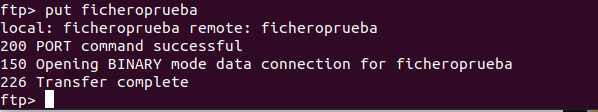 ftp> put ficheroprueba
local: ficheroprueba remote: ficheroprueba
200 PORT command successful
150 Opening BINARY mode data connection for ficheroprueba
226 Transfer complete
ftp>